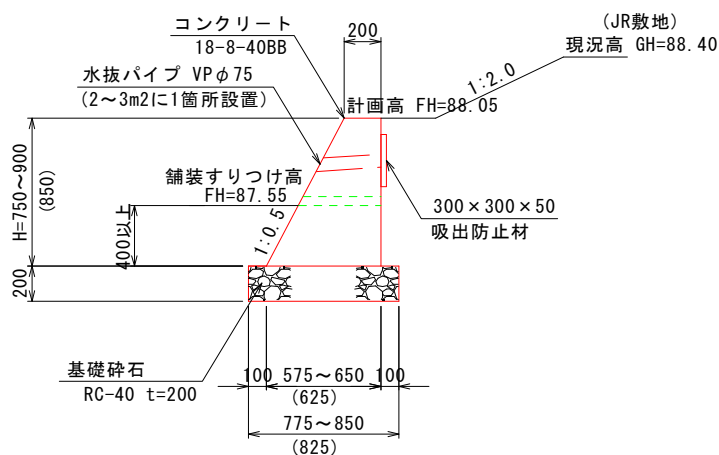 コンクリート
18-8-40BB
200
(JR敷地)
現況高 GH=88.40
1:2.0
水抜パイプ VPφ75
(2～3m2に1箇所設置)
計画高 FH=88.05
H=750～900
(850)
舗装すりつけ高
FH=87.55
400以上
1:0.5
300×300×50
吸出防止材
200
基礎砕石
RC-40 t=200
100
575～650
100
(625)
775～850
(825)